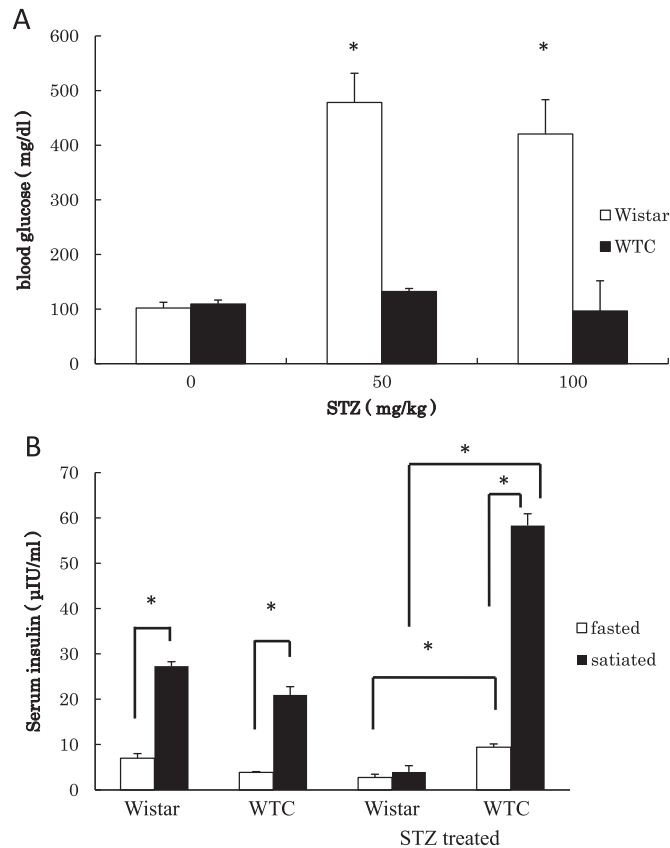 A
600
500
400
300
200
100
0
blood glucose ( mg/dl)
*
*
Wistar
WTC
0
50
100
STZ ( mg/kg)
B
70
60
50
40
30
20
10
0
Serum insulin ( µIU/ml)
*
*
*
*
*
fasted
satiated
Wistar
WTC
Wistar
WTC
STZ treated